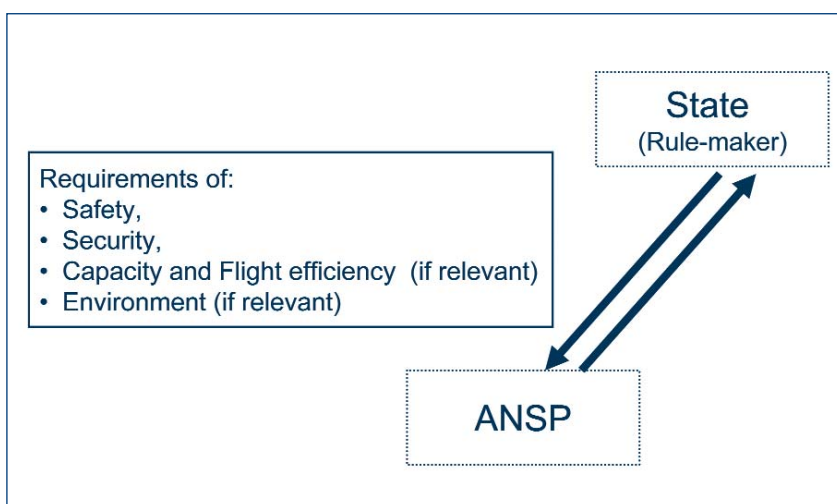 State
(Rule-maker)
Requirements of:
• Safety,
• Security,
• Capacity and Flight efficiency (if relevant)
• Environment (if relevant)
ANSP